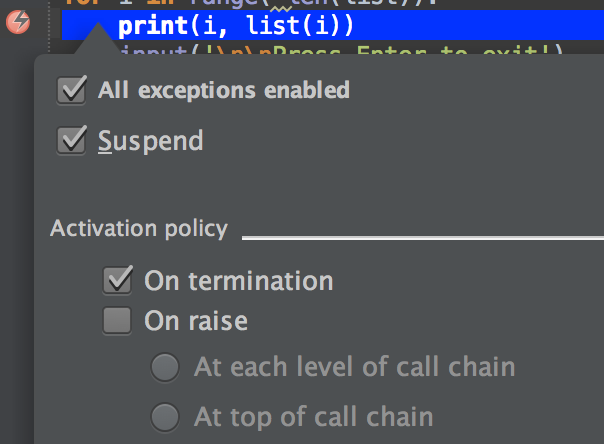 for i in range( len(list)):
print(i, list(i))
input('\n\nPress Enter to exit')
All exceptions enabled
Suspend
Activation policy
On termination
On raise
At each level of call chain
At top of call chain